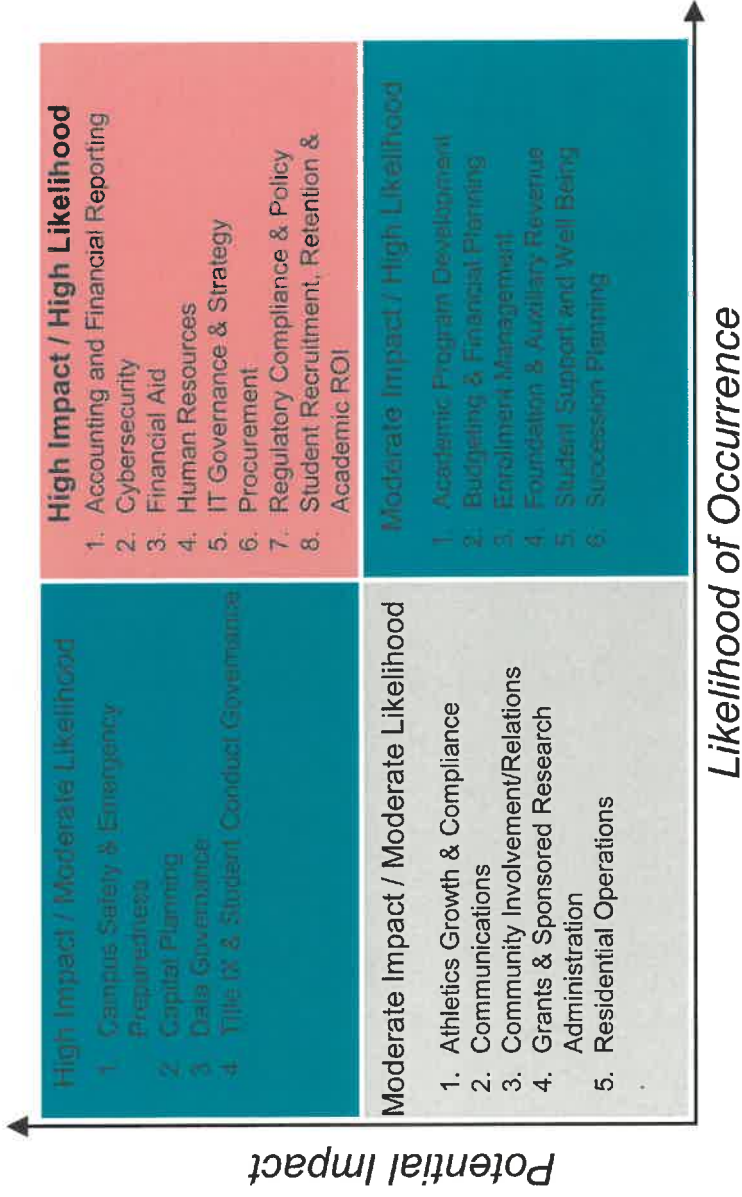 Potential Impact
High Impact / Moderate Likelihood
1. Campus Safety & Emergency
Preparedness
2 Capital Planning
3 Data Governance
4 Title IX & Student Conduct Governance
High Impact / High Likelihood
1. Accounting and Financial Reporting
2. Cybersecurity
3. Financial Aid
4. Human Resources
5. IT Governance & Strategy
6. Procurement
7. Regulatory Compliance & Policy
8. Student Recruitment, Retention &
Academic ROI
Moderate Impact / Moderate Likelihood
1. Athletics Growth & Compliance
2. Communications
3. Community Involvement/Relations
4. Grants & Sponsored Research
Administration
5. Residential Operations
Moderate Impact / High Likelihood
1. Academic Program Development
2. Budgeting & Financial Planning
3. Enrollment Management
4. Foundation & Auxiliary Revenue
5. Student Support and Well Being
6. Succession Planning
Likelihood of Occurrence